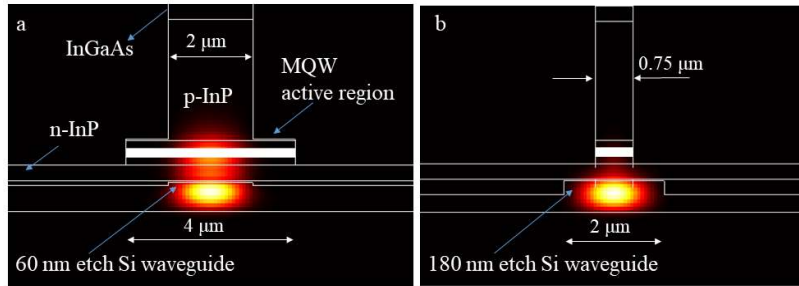 a
InGaAs
2 μm
MQW
active region
p-InP
n-InP
4 μm
60 nm etch Si waveguide
b
0.75 μm
2 μm
180 nm etch Si waveguide